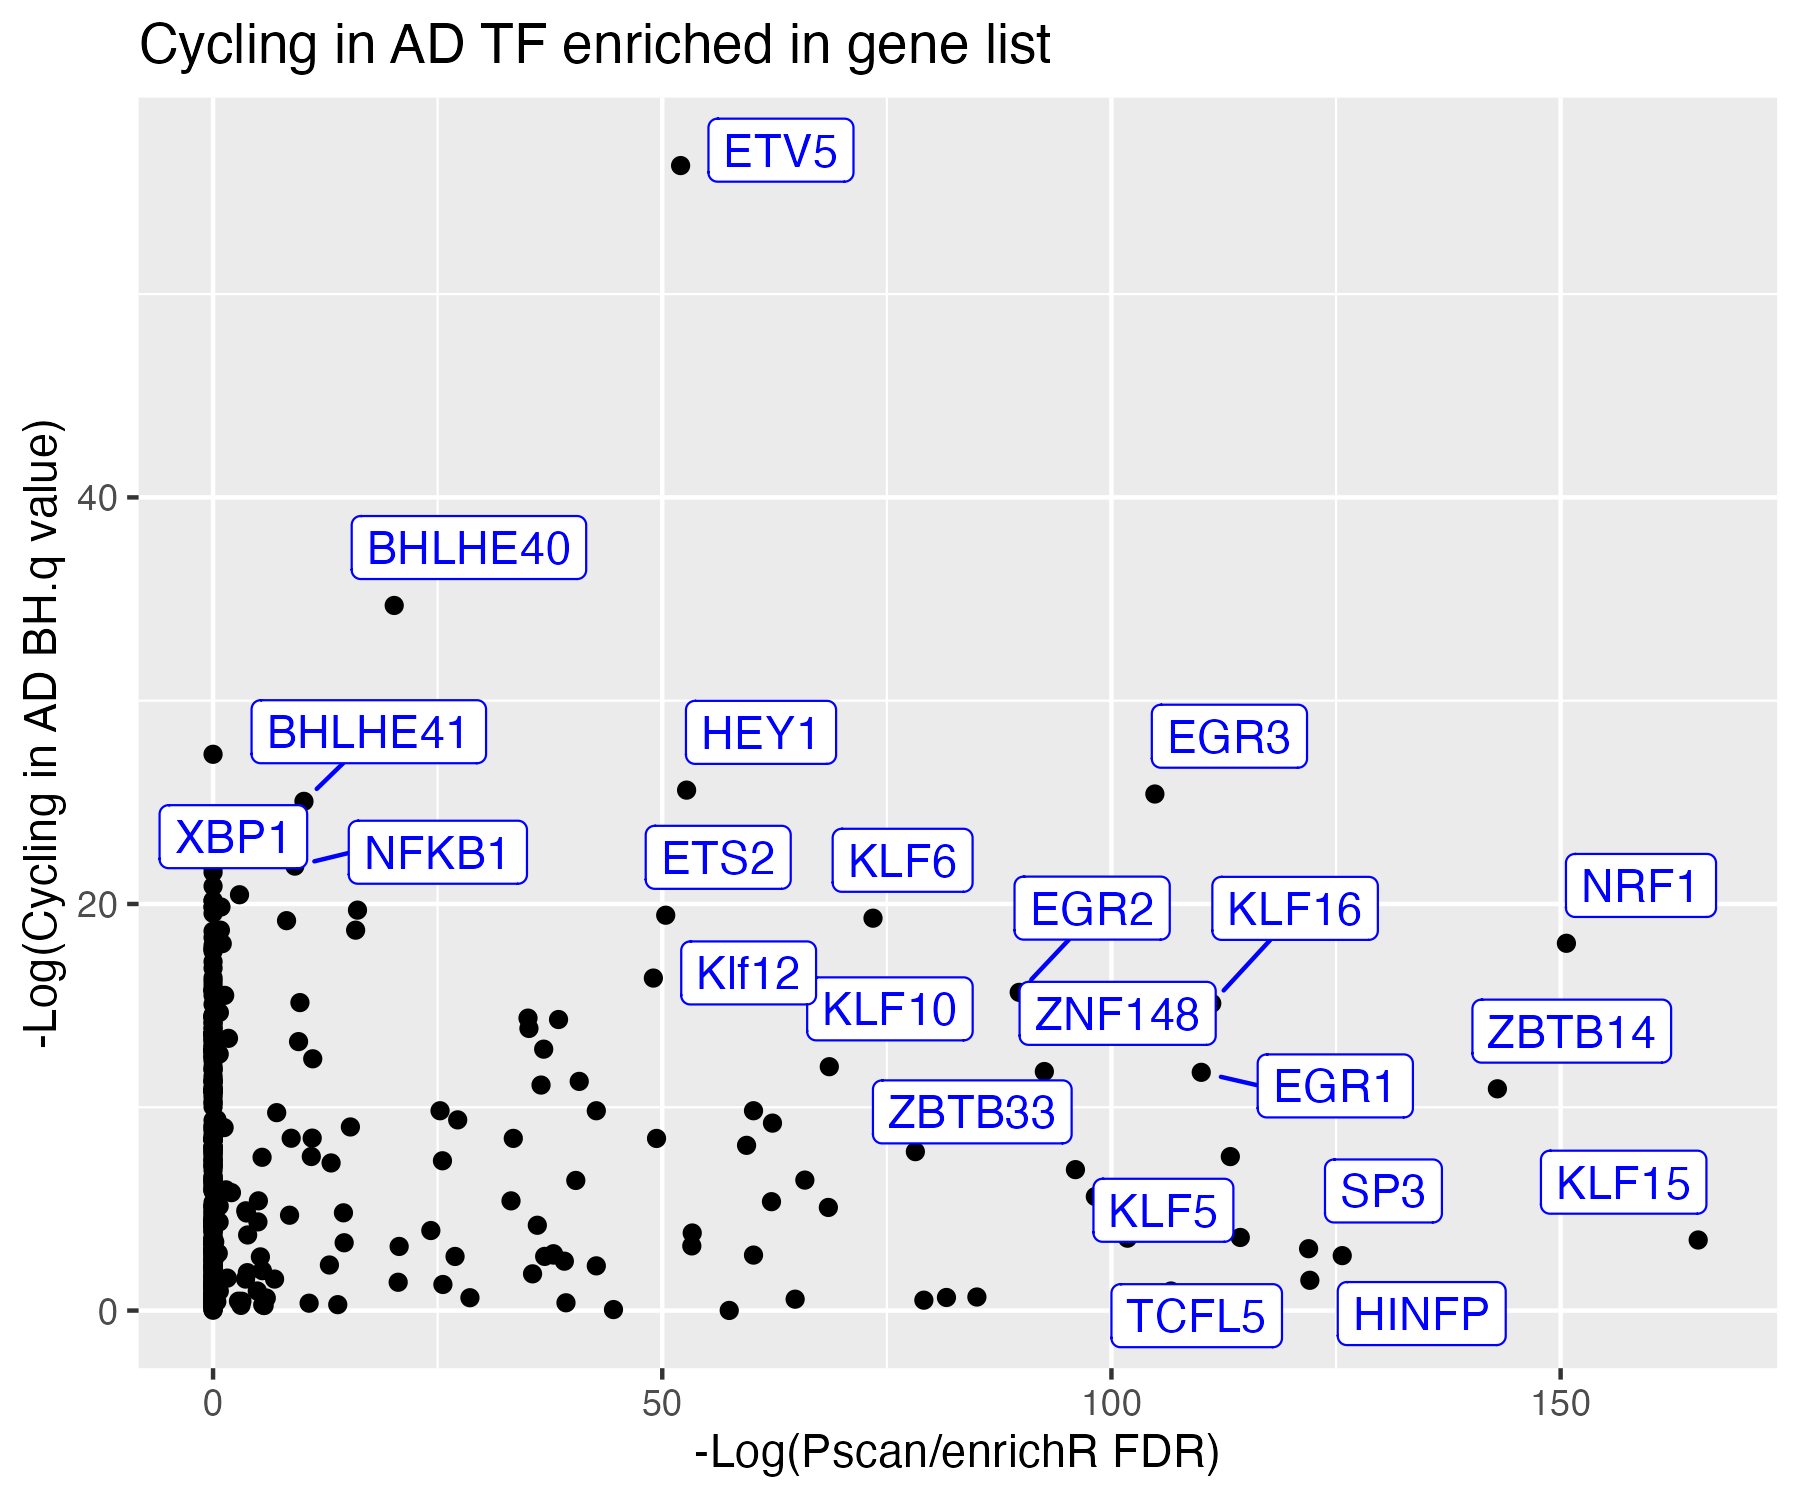 Cycling in AD TF enriched in gene list
-Log(Cycling in AD BH.q value)
40
20
0
ETV5
BHLHE40
BHLHE41
HEY1
EGR3
XBP1
NFKB1
ETS2
KLF6
EGR2
KLF16
NRF1
Klf12
KLF10
ZNF148
ZBTB14
EGR1
ZBTB33
KLF5
SP3
KLF15
TCFL5
HINFP
0
50
100
150
-Log(Pscan/enrichR FDR)